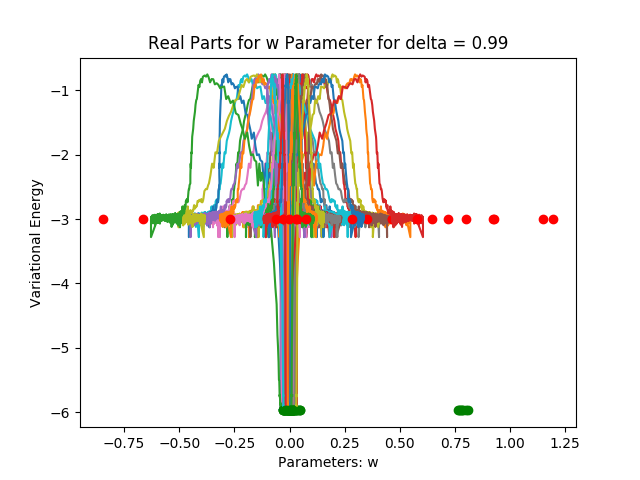 Real Parts for w Parameter for delta = 0.99
Variational Energy
−1
−2
−3
−4
−5
−6
−0.75 −0.50 −0.25 0.00 0.25 0.50 0.75 1.00 1.25
Parameters: w